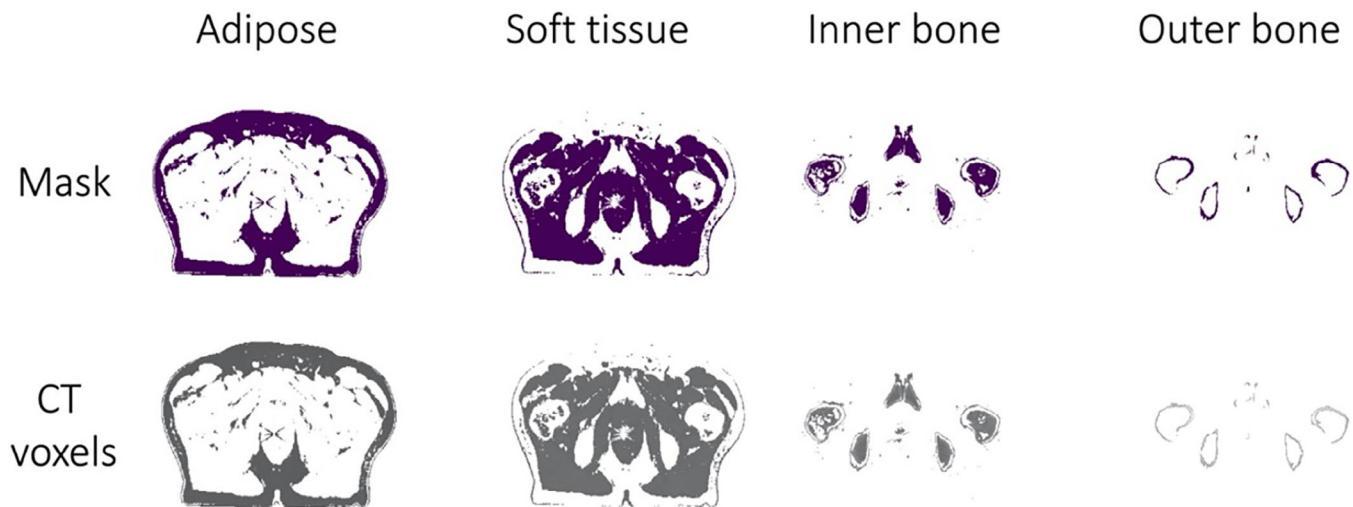 Adipose
Soft tissue
Inner bone
Outer bone
Mask
CT
voxels